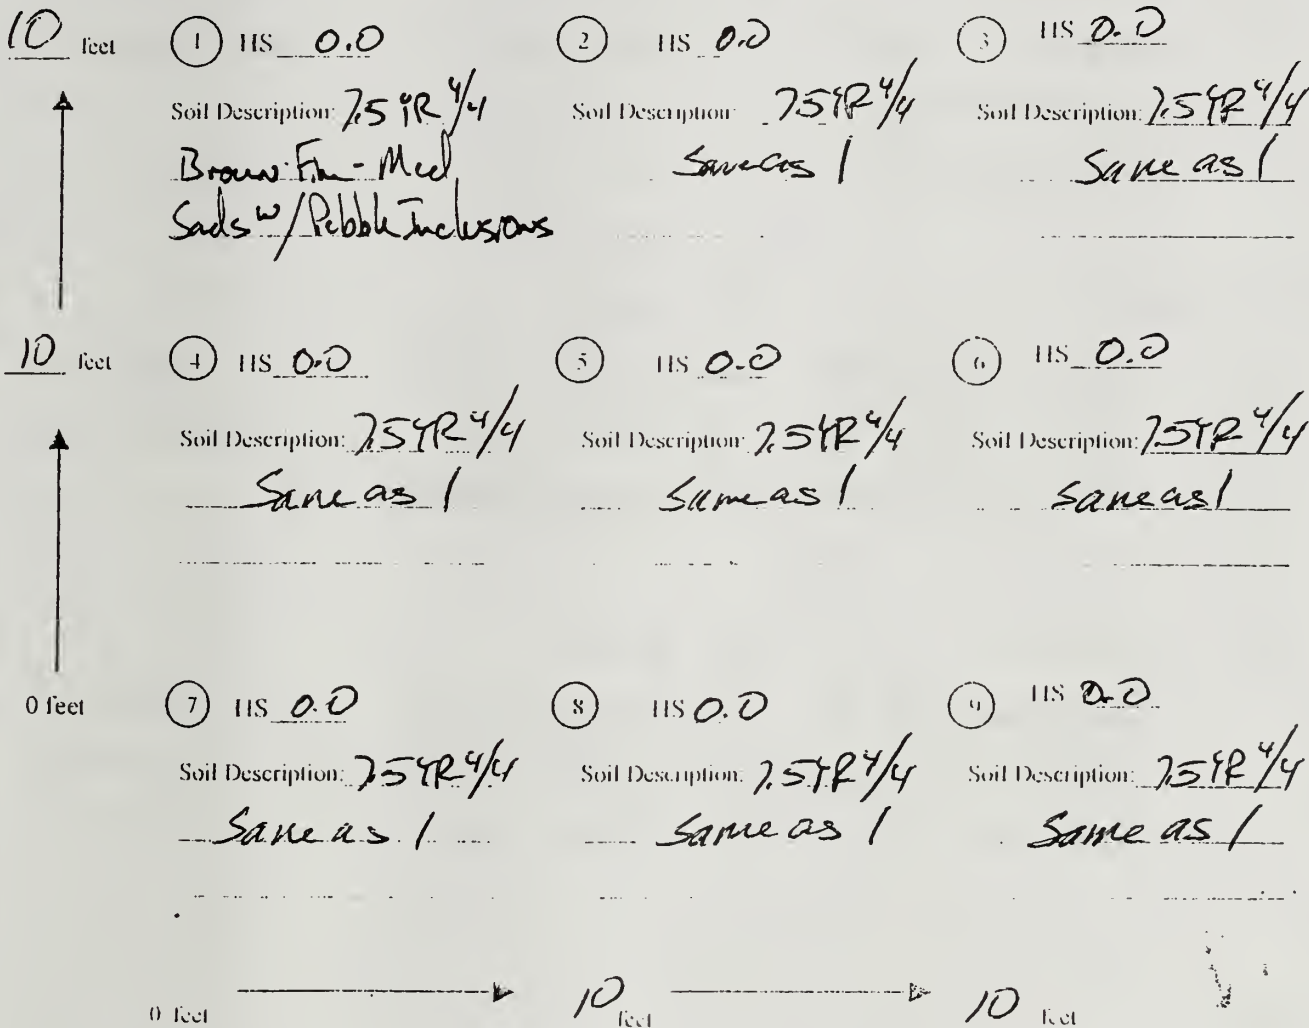 10 feet ① HS 0.0 ② HS 0.0 ③ HS 0.0
Soil Description: 7.5YR 4/4 Soil Description: 7.5YR 4/4 Soil Description: 7.5YR 4/4
Brown Fin-Med Same as 1 Same as 1
Sads w/Pebble Inclusions
10 feet ④ HS 0.0 ⑤ HS 0.0 ⑥ HS 0.0
Soil Description: 7.5YR 4/4 Soil Description: 7.5YR 4/4 Soil Description: 7.5YR 4/4
Same as 1 Same as 1 Same as 1
0 feet ⑦ HS 0.0 ⑧ HS 0.0 ⑨ HS 0.0
Soil Description: 7.5YR 4/4 Soil Description: 7.5YR 4/4 Soil Description: 7.5YR 4/4
Same as 1 Same as 1 Same as 1
0 feet 10 feet 10 feet